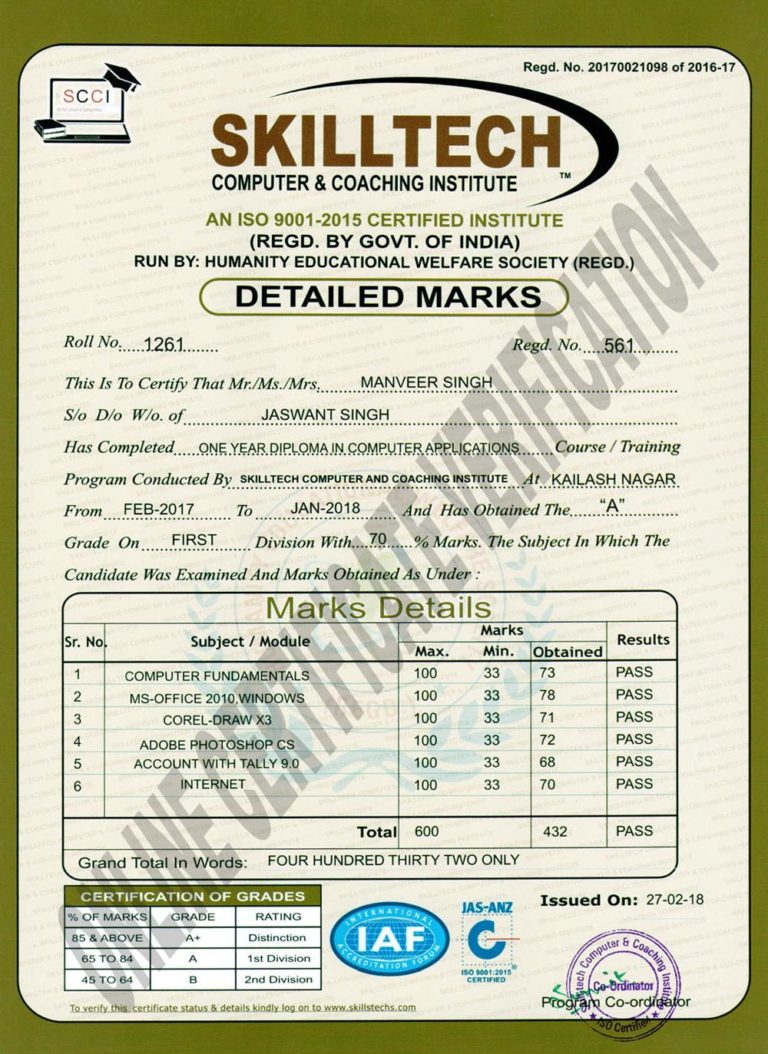 Regd. No. 20170021098 of 2016-17
SCCI
SKILLTECH
COMPUTER & COACHING INSTITUTE TM
AN ISO 9001-2015 CERTIFIED INSTITUTE
(REGD. BY GOVT. OF INDIA)
RUN BY: HUMANITY EDUCATIONAL WELFARE SOCIETY (REGD.)
DETAILED MARKS
Roll No. 1261 Regd. No. 561
This Is To Certify That Mr./Ms./Mrs. MANVEER SINGH
S/o D/o W/o. of JASWANT SINGH
Has Completed ONE YEAR DIPLOMA IN COMPUTER APPLICATIONS Course / Training
Program Conducted By SKILLTECH COMPUTER AND COACHING INSTITUTE At KAILASH NAGAR
From FEB-2017 To JAN-2018 And Has Obtained The "A"
Grade On FIRST Division With 70 % Marks. The Subject In Which The
Candidate Was Examined And Marks Obtained As Under :
ONLINE CERTIFICATE VERIFICATION
Marks Details
Sr. No. Subject / Module Marks Results
Max. Min. Obtained
1 COMPUTER FUNDAMENTALS 100 33 73 PASS
2 MS-OFFICE 2010,WINDOWS 100 33 78 PASS
3 COREL-DRAW X3 100 33 71 PASS
4 ADOBE PHOTOSHOP CS 100 33 72 PASS
5 ACCOUNT WITH TALLY 9.0 100 33 68 PASS
6 INTERNET 100 33 70 PASS
Total 600 432 PASS
Grand Total In Words: FOUR HUNDRED THIRTY TWO ONLY
CERTIFICATION OF GRADES
% OF MARKS GRADE RATING
85 & ABOVE A+ Distinction
65 TO 84 A 1st Division
45 TO 64 B 2nd Division
To verify this certificate status & details kindly log on to www.skilltechs.com
INTERNATIONAL
IAF
ACCREDITATION FORUM
JAS-ANZ
C
ISO 9001:2015
CERTIFIED
Issued On: 27-02-18
Skilltech Computer & Coaching Institute
Co-Ordinator
ISO Certified
Program Co-ordinator